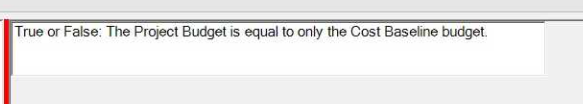 True or False: The Project Budget is equal to only the Cost Baseline budget.